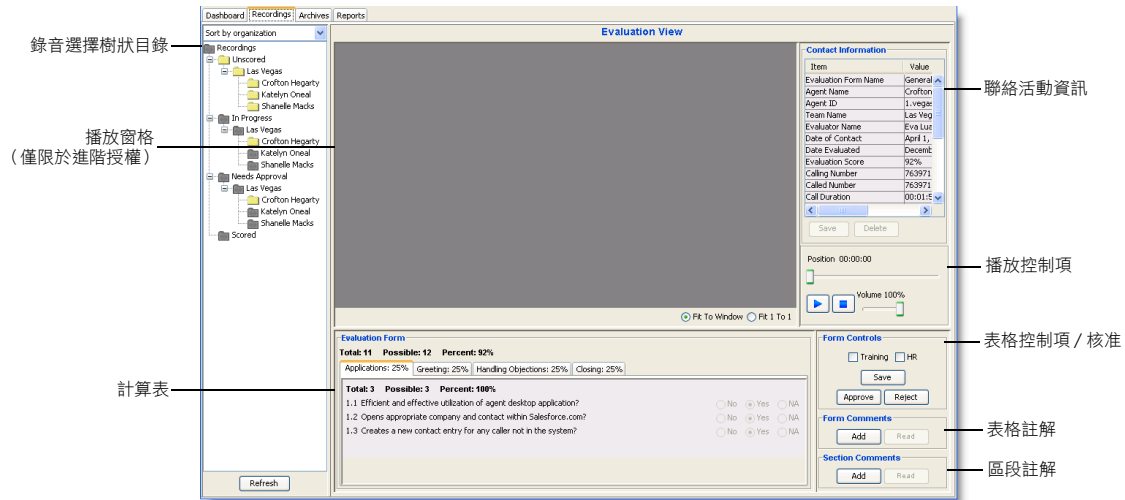 Dashboard Recordings Archives Reports
Sort by organization
Evaluation View
錄音選擇樹狀目錄
Recordings
Unscored
Las Vegas
Crofton Hegarty
Katelyn Oneal
Shanelle Macks
In Progress
Las Vegas
Crofton Hegarty
Katelyn Oneal
Shanelle Macks
Needs Approval
Las Vegas
Crofton Hegarty
Katelyn Oneal
Shanelle Macks
Scored
Refresh
播放窗格
（僅限於進階授權）
計算表
Fit To Window Fit 1 To 1
Contact Information
Item Value
Evaluation Form Name General
Agent Name Crofton
Agent ID 1.vegas
Team Name Las Veg
Evaluator Name Eva Lua
Date of Contact April 1,
Date Evaluated Decemb
Evaluation Score 92%
Calling Number 763971
Called Number 763971
Call Duration 00:01:5
Save Delete
聯絡活動資訊
Position 00:00:00
Volume 100%
播放控制項
Evaluation Form
Total: 11 Possible: 12 Percent: 92%
Applications: 25% Greeting: 25% Handling Objections: 25% Closing: 25%
Total: 3 Possible: 3 Percent: 100%
1.1 Efficient and effective utilization of agent desktop application? No Yes NA
1.2 Opens appropriate company and contact within Salesforce.com? No Yes NA
1.3 Creates a new contact entry for any caller not in the system? No Yes NA
Form Controls
Training HR
Save
Approve Reject
表格控制項 / 核准
Form Comments
Add Read
表格註解
Section Comments
Add Read
區段註解